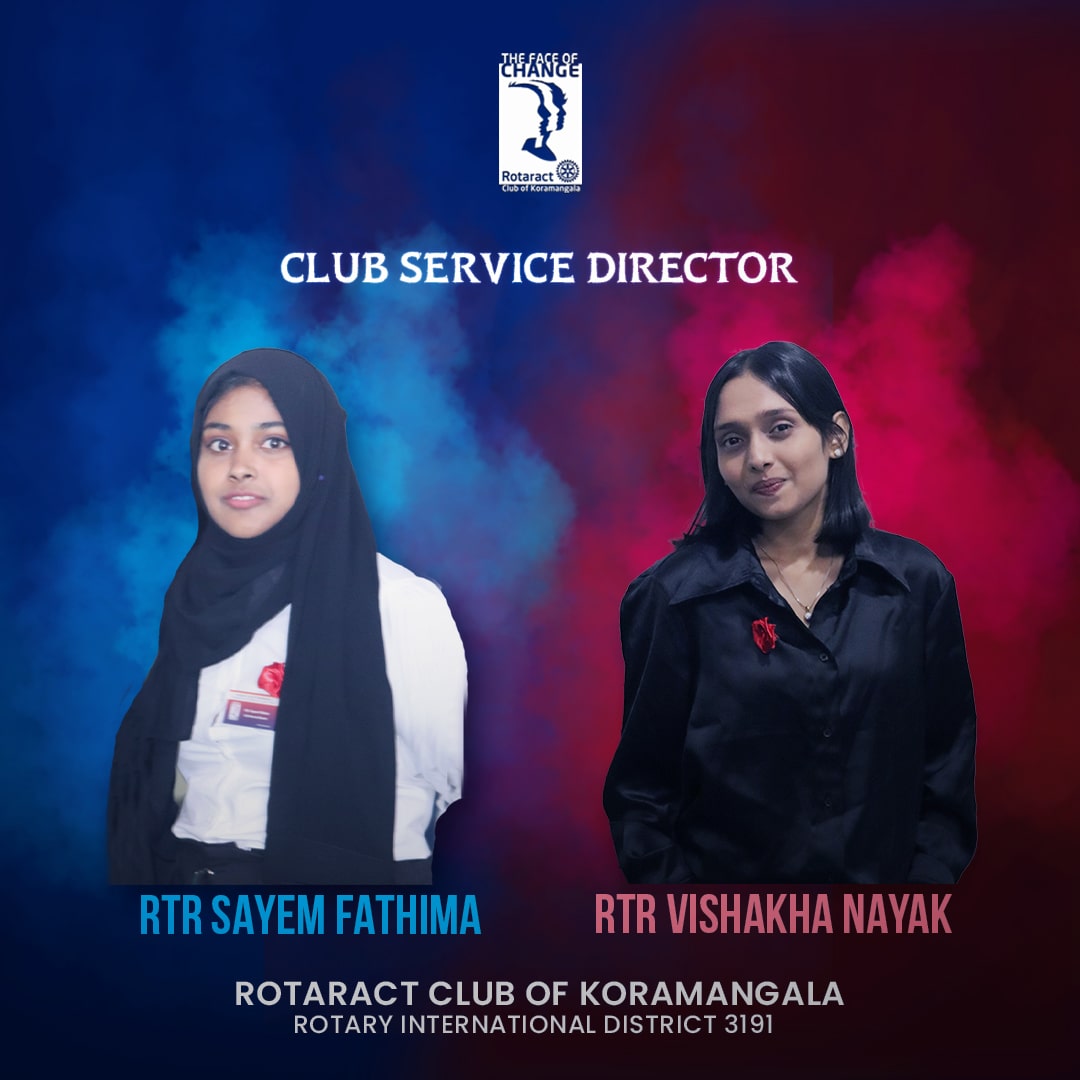 THE FACE OF
CHANGE
Rotaract
Club of Koramangala
CLUB SERVICE DIRECTOR
RTR SAYEM FATHIMA
RTR VISHAKHA NAYAK
ROTARACT CLUB OF KORAMANGALA
ROTARY INTERNATIONAL DISTRICT 3191